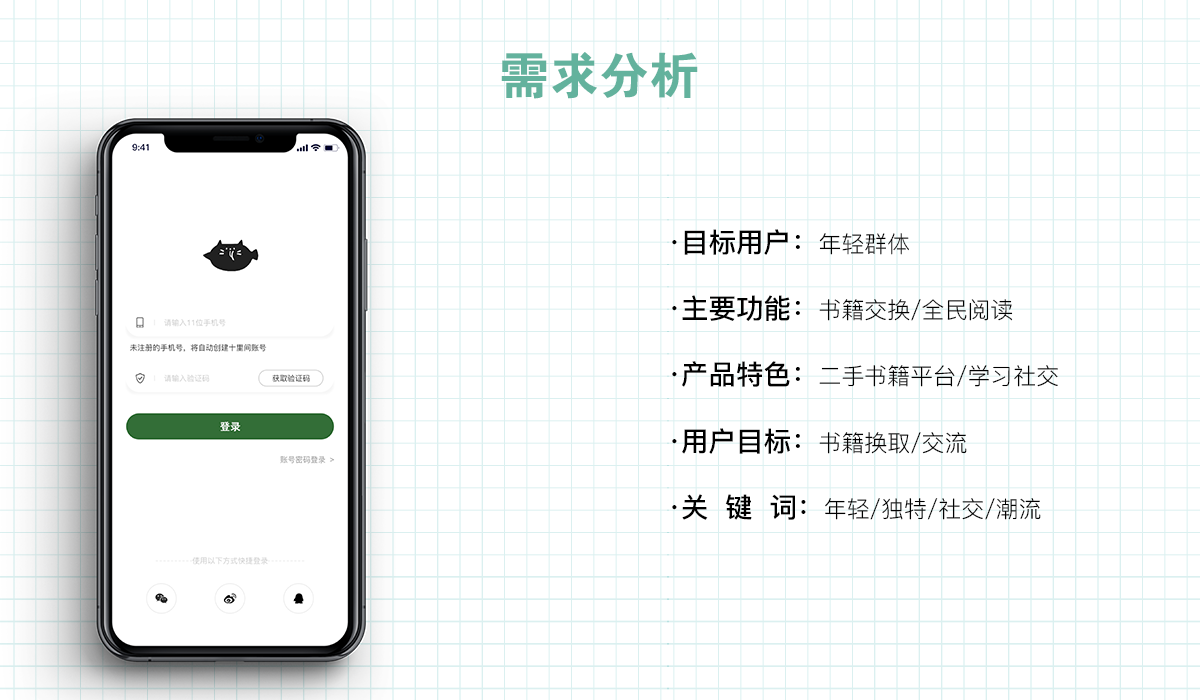 需求分析
9:41
请输入11位手机号
未注册的手机号，将自动创建十里间账号
请输入验证码 获取验证码
登录
账号密码登录 >
使用以下方式快捷登录
·目标用户：年轻群体
·主要功能：书籍交换/全民阅读
·产品特色：二手书籍平台/学习社交
·用户目标：书籍换取/交流
·关 键 词：年轻/独特/社交/潮流